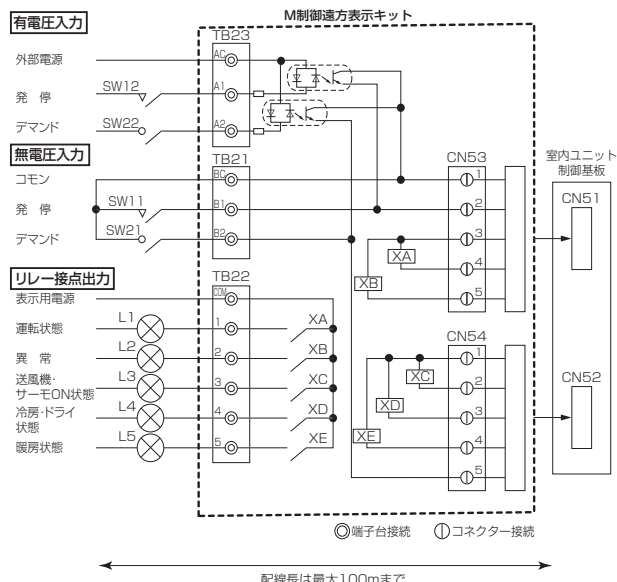 M制御遠方表示キット
有電圧入力
TB23
外部電源
AC
発 停
SW12
A1
デマンド
SW22
A2
無電圧入力
TB21
CN53
室内ユニット
制御基板
コモン
BC
1
CN51
発 停
SW11
B1
2
デマンド
SW21
B2
3
XA
4
XB
5
リレー接点出力
TB22
表示用電源
COM
運転状態
L1
1
XA
CN54
異 常
L2
2
XB
1
送風機・
サーモON状態
L3
3
XC
XC
2
CN52
冷房・ドライ
状態
L4
4
XD
XD
3
暖房状態
L5
5
XE
XE
4
5
端子台接続
コネクター接続
配線長は最大100mまで